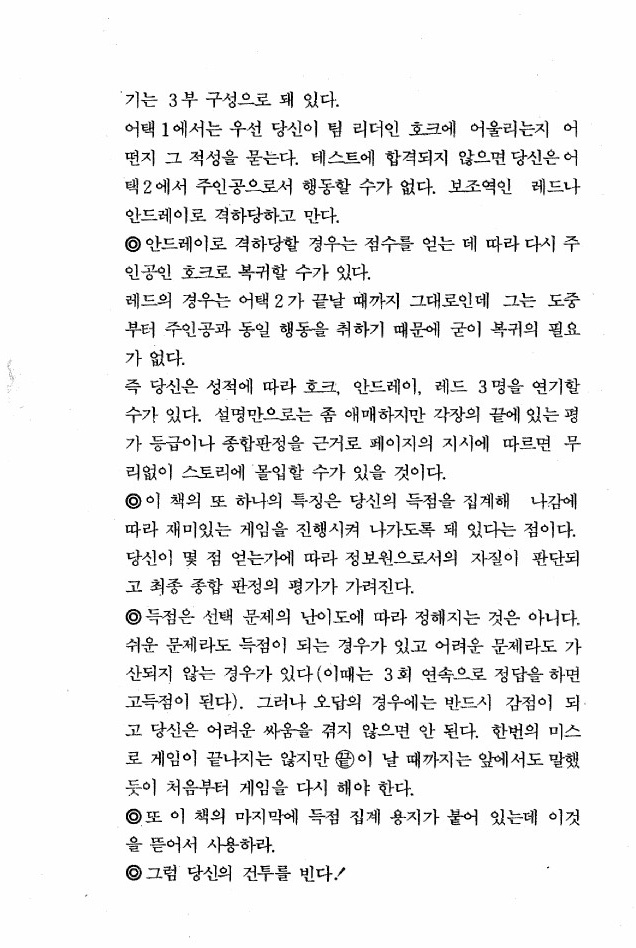 기는 3부 구성으로 돼 있다.
어택1에서는 우선 당신이 팀 리더인 호크에 어울리는지 어
떤지 그 적성을 묻는다. 테스트에 합격되지 않으면 당신은 어
택2에서 주인공으로서 행동할 수가 없다. 보조역인 레드나
안드레이로 격하당하고 만다.
◎안드레이로 격하당할 경우는 점수를 얻는 데 따라 다시 주
인공인 호크로 복귀할 수가 있다.
레드의 경우는 어택2가 끝날 때까지 그대로인데 그는 도중
부터 주인공과 동일 행동을 취하기 때문에 굳이 복귀의 필요
가 없다.
즉 당신은 성적에 따라 호크, 안드레이, 레드 3명을 연기할
수가 있다. 설명만으로는 좀 애매하지만 각장의 끝에 있는 평
가 등급이나 종합판정을 근거로 페이지의 지시에 따르면 무
리없이 스토리에 몰입할 수가 있을 것이다.
◎이 책의 또 하나의 특징은 당신의 득점을 집계해 나감에
따라 재미있는 게임을 진행시켜 나가도록 돼 있다는 점이다.
당신이 몇 점 얻는가에 따라 정보원으로서의 자질이 판단되
고 최종 종합 판정의 평가가 가려진다.
◎득점은 선택 문제의 난이도에 따라 정해지는 것은 아니다.
쉬운 문제라도 득점이 되는 경우가 있고 어려운 문제라도 가
산되지 않는 경우가 있다(이때는 3회 연속으로 정답을 하면
고득점이 된다). 그러나 오답의 경우에는 반드시 감점이 되
고 당신은 어려운 싸움을 겪지 않으면 안 된다. 한번의 미스
로 게임이 끝나지는 않지만 ㊣이 날 때까지는 앞에서도 말했
듯이 처음부터 게임을 다시 해야 한다.
◎또 이 책의 마지막에 득점 집계 용지가 붙어 있는데 이것
을 뜯어서 사용하라.
◎그럼 당신의 건투를 빈다!